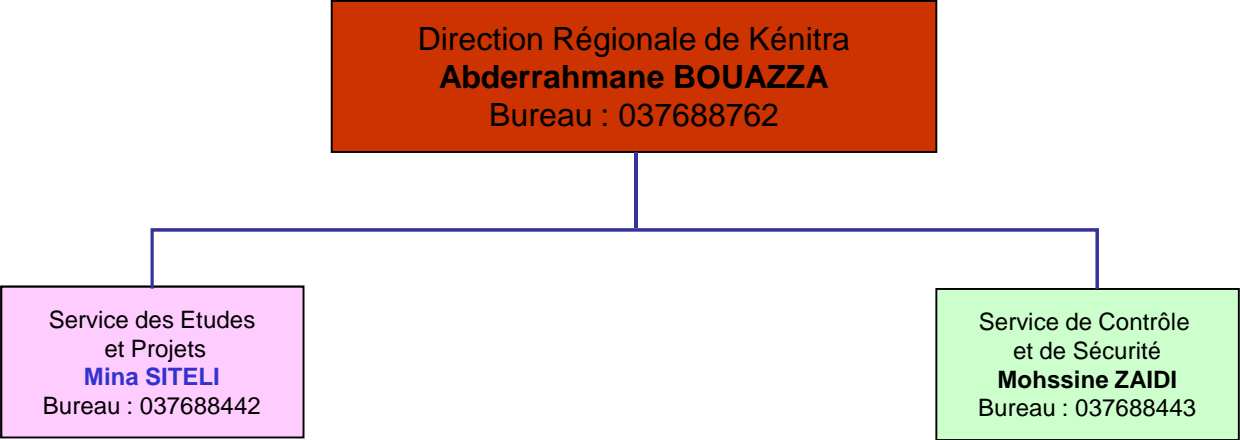 Direction Régionale de Kénitra
Abderrahmane BOUAZZA
Bureau : 037688762
Service des Etudes
et Projets
Mina SITELI
Bureau : 037688442
Service de Contrôle
et de Sécurité
Mohssine ZAIDI
Bureau : 037688443